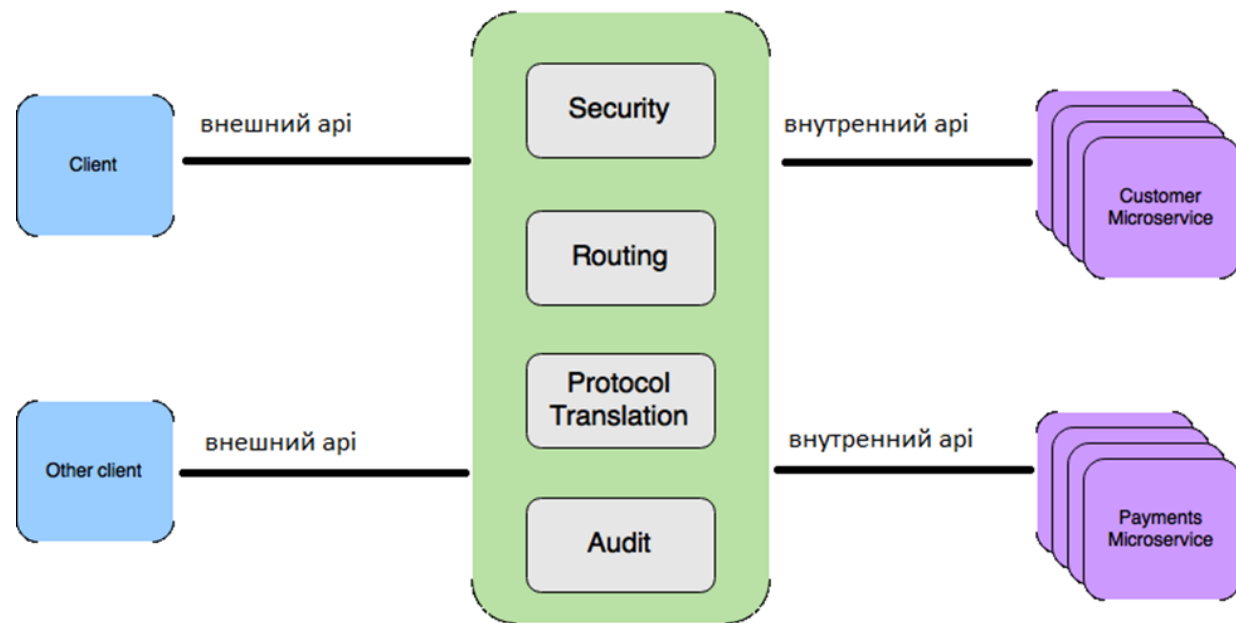 Client
внешний api
Security
внутренний api
Customer
Microservice
Routing
Protocol
Translation
Other client
внешний api
внутренний api
Payments
Microservice
Audit